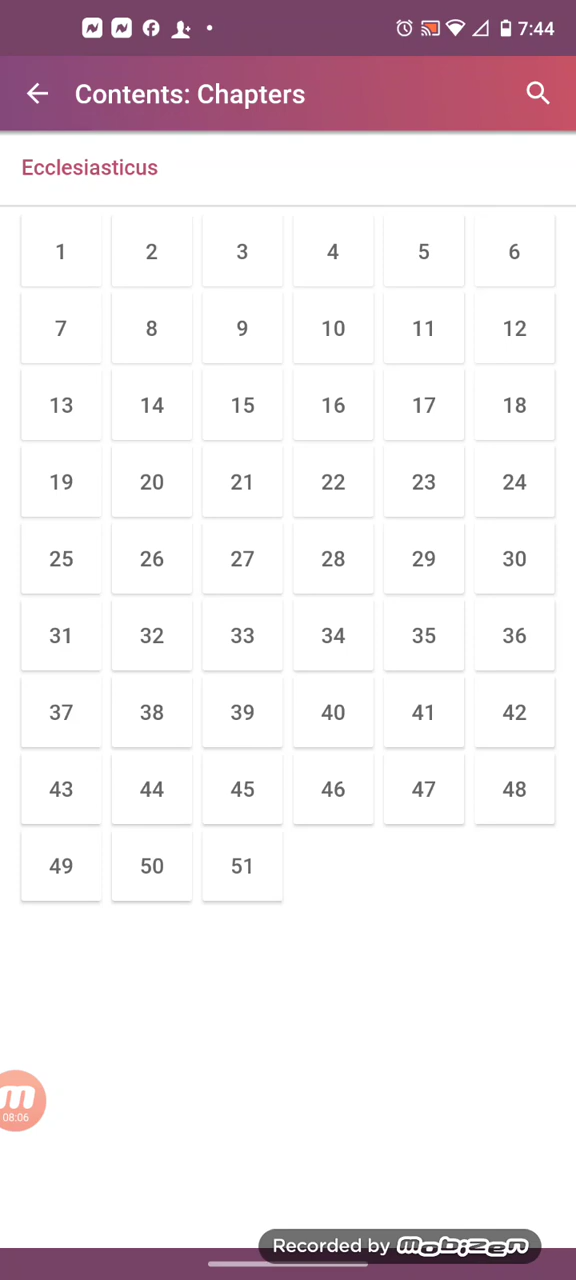 7:44
Contents: Chapters
Ecclesiasticus
1 2 3 4 5 6
7 8 9 10 11 12
13 14 15 16 17 18
19 20 21 22 23 24
25 26 27 28 29 30
31 32 33 34 35 36
37 38 39 40 41 42
43 44 45 46 47 48
49 50 51
m
08:06
Recorded by mobizen